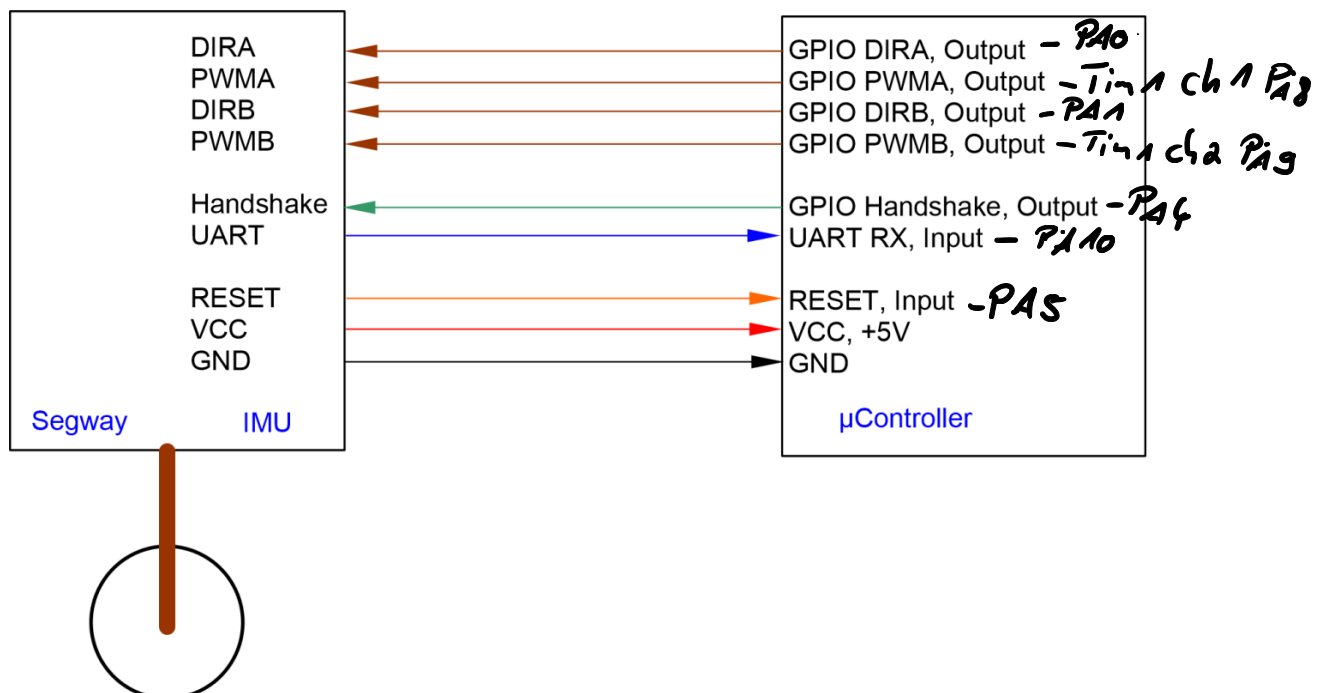 DIRA
PWMA
DIRB
PWMB
Handshake
UART
RESET
VCC
GND
Segway IMU
GPIO DIRA, Output - PA0
GPIO PWMA, Output - Tim1 ch1 PA8
GPIO DIRB, Output - PA1
GPIO PWMB, Output - Tim1 ch2 PA9
GPIO Handshake, Output - PA4
UART RX, Input - PA10
RESET, Input - PA5
VCC, +5V
GND
µController